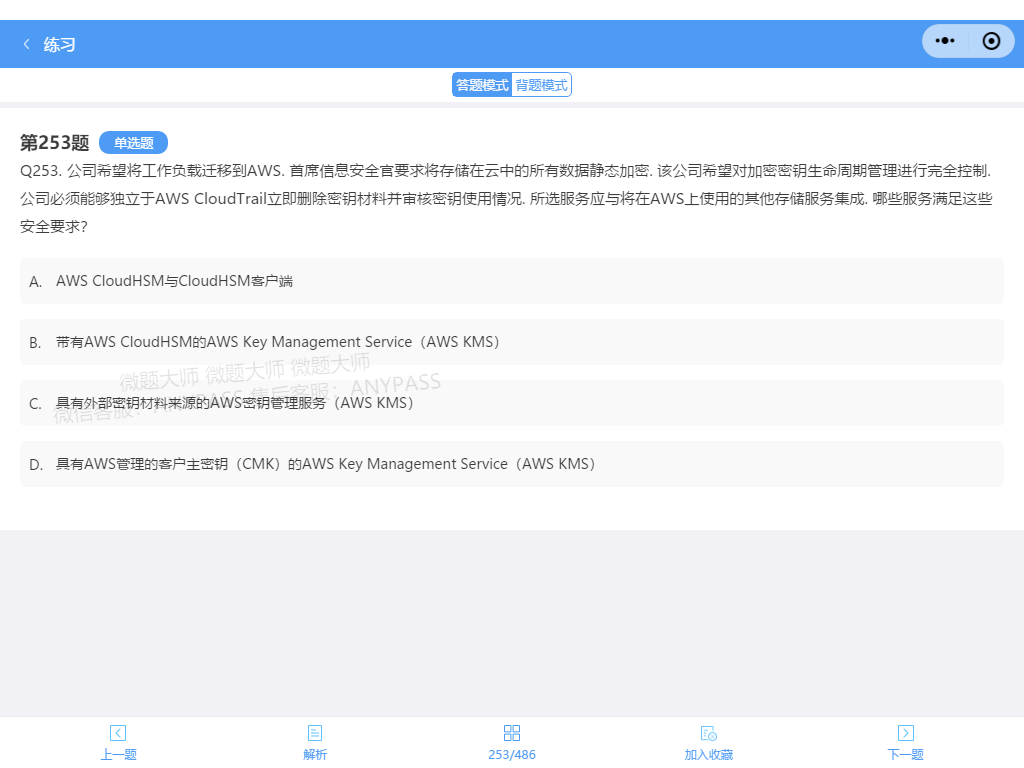 练习
答题模式 背题模式
第253题 单选题
Q253. 公司希望将工作负载迁移到AWS. 首席信息安全官要求将存储在云中的所有数据静态加密. 该公司希望对加密密钥生命周期管理进行完全控制.
公司必须能够独立于AWS CloudTrail立即删除密钥材料并审核密钥使用情况. 所选服务应与将在AWS上使用的其他存储服务集成. 哪些服务满足这些
安全要求?
A. AWS CloudHSM与CloudHSM客户端
B. 带有AWS CloudHSM的AWS Key Management Service（AWS KMS）
微题大师 微题大师 微题大师
微信客服：ANYPASS 售后客服：ANYPASS
C. 具有外部密钥材料来源的AWS密钥管理服务（AWS KMS）
D. 具有AWS管理的客户主密钥（CMK）的AWS Key Management Service（AWS KMS）
上一题 解析 253/486 加入收藏 下一题